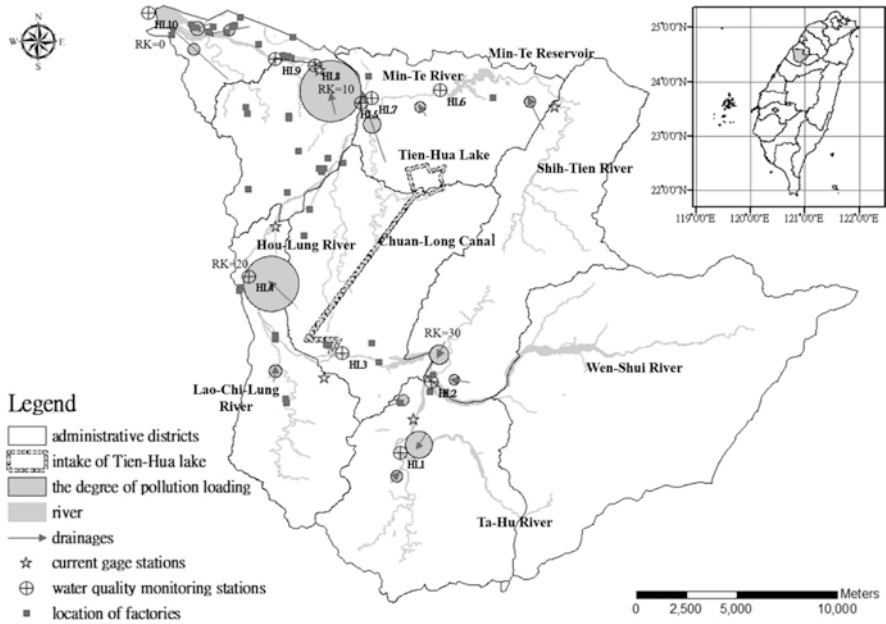 N
W E
S
HL10
RK=0
HL9
HL8
RK=10
Min-Te Reservoir
Min-Te River
HL6
HL7
HL5
Tien-Hua Lake
Shih-Tien River
Hou-Lung River
Chuan-Long Canal
RK=20
HL4
RK=30
HL3
Wen-Shui River
HL2
Lao-Chi-Lung
River
HL1
Ta-Hu River
25°0'0"N
24°0'0"N
23°0'0"N
22°0'0"N
119°0'0"E 120°0'0"E 121°0'0"E 122°0'0"E
Legend
administrative districts
intake of Tien-Hua lake
the degree of pollution loading
river
drainages
current gage stations
water quality monitoring stations
location of factories
Meters
0 2,500 5,000 10,000